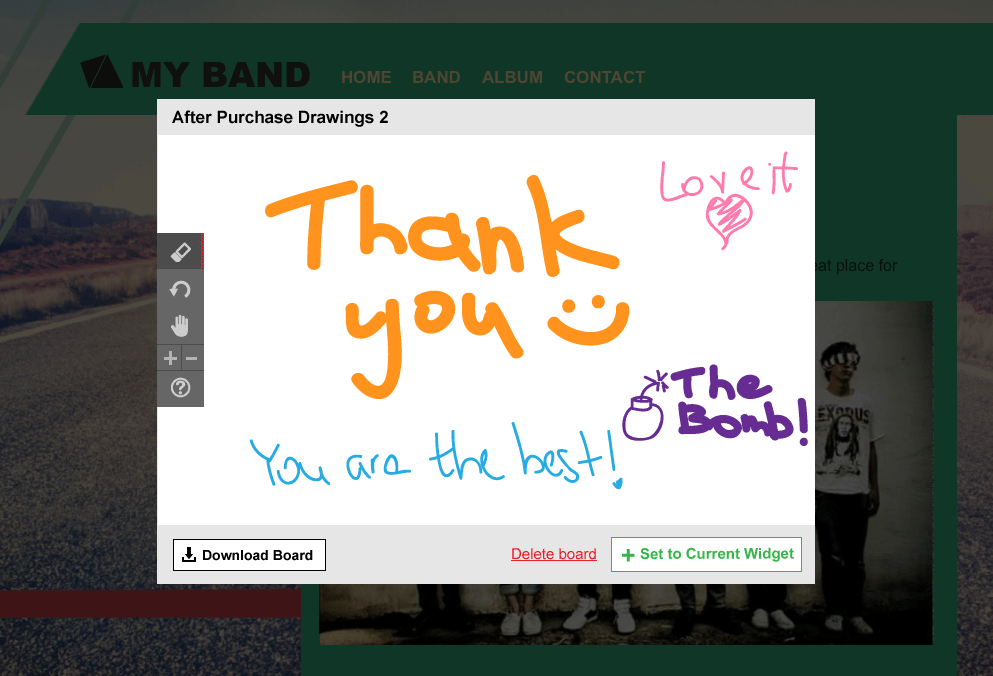 MY BAND
HOME BAND ALBUM CONTACT
After Purchase Drawings 2
Love it
Thank
you
The
Bomb!
You are the best!
place for
EXODUS
Download Board
Delete board
Set to Current Widget